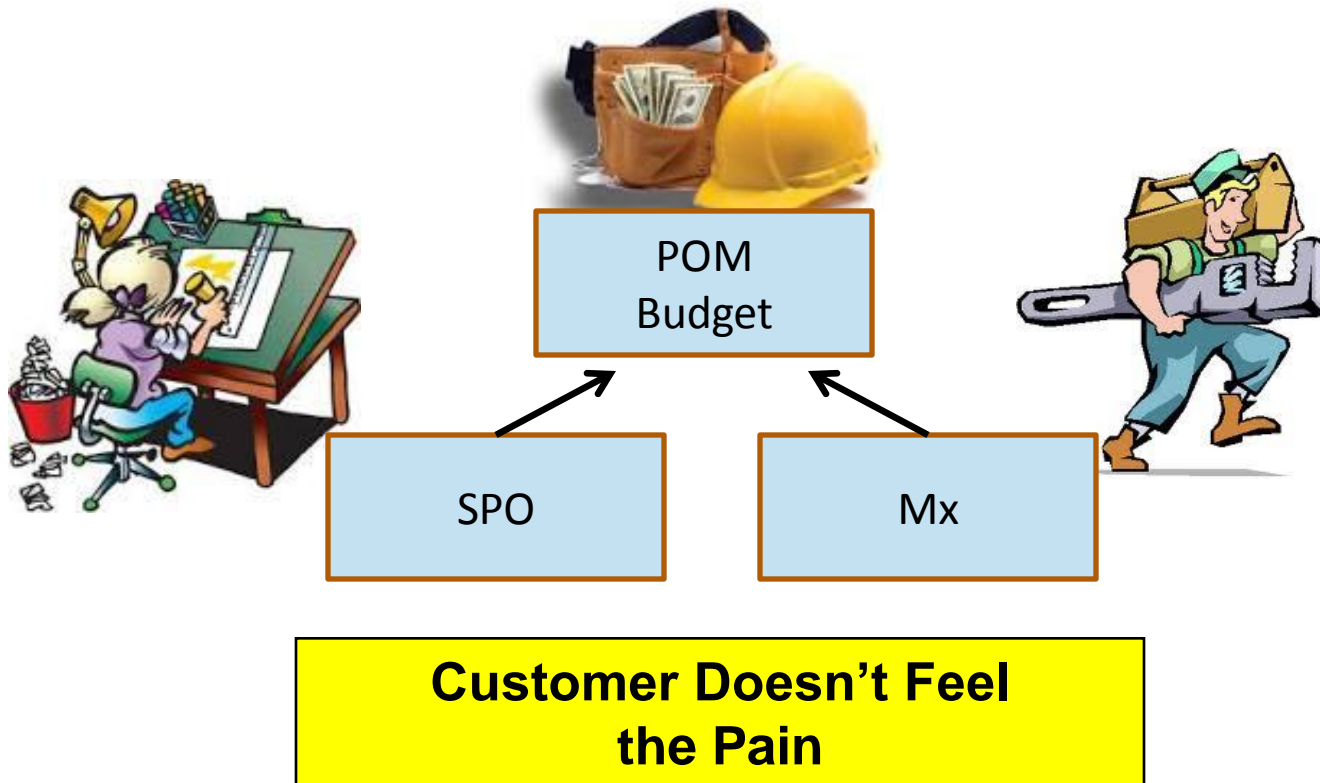 POM
Budget
SPO
Mx
Customer Doesn’t Feel
the Pain